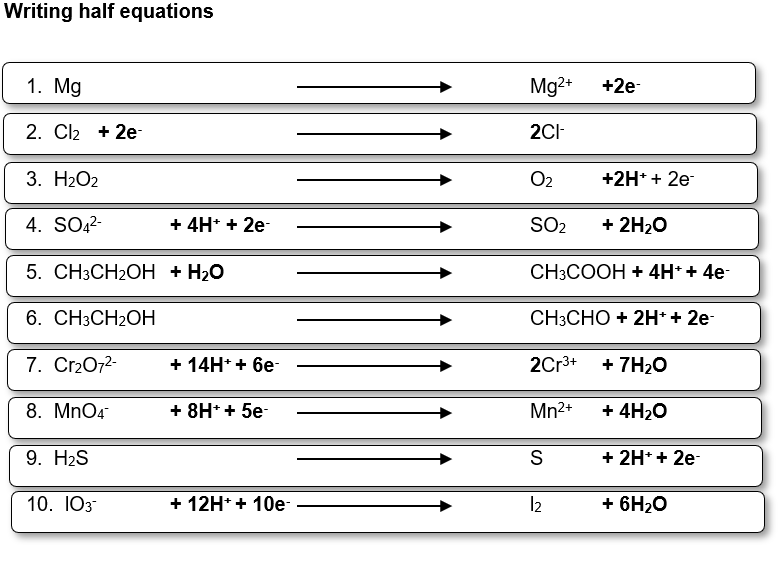 Writing half equations
1. Mg ⟶ Mg²⁺ +2e⁻
2. Cl₂ + 2e⁻ ⟶ 2Cl⁻
3. H₂O₂ ⟶ O₂ +2H⁺ + 2e⁻
4. SO₄²⁻ + 4H⁺ + 2e⁻ ⟶ SO₂ + 2H₂O
5. CH₃CH₂OH + H₂O ⟶ CH₃COOH + 4H⁺ + 4e⁻
6. CH₃CH₂OH ⟶ CH₃CHO + 2H⁺ + 2e⁻
7. Cr₂O₇²⁻ + 14H⁺ + 6e⁻ ⟶ 2Cr³⁺ + 7H₂O
8. MnO₄⁻ + 8H⁺ + 5e⁻ ⟶ Mn²⁺ + 4H₂O
9. H₂S ⟶ S + 2H⁺ + 2e⁻
10. IO₃⁻ + 12H⁺ + 10e⁻ ⟶ I₂ + 6H₂O